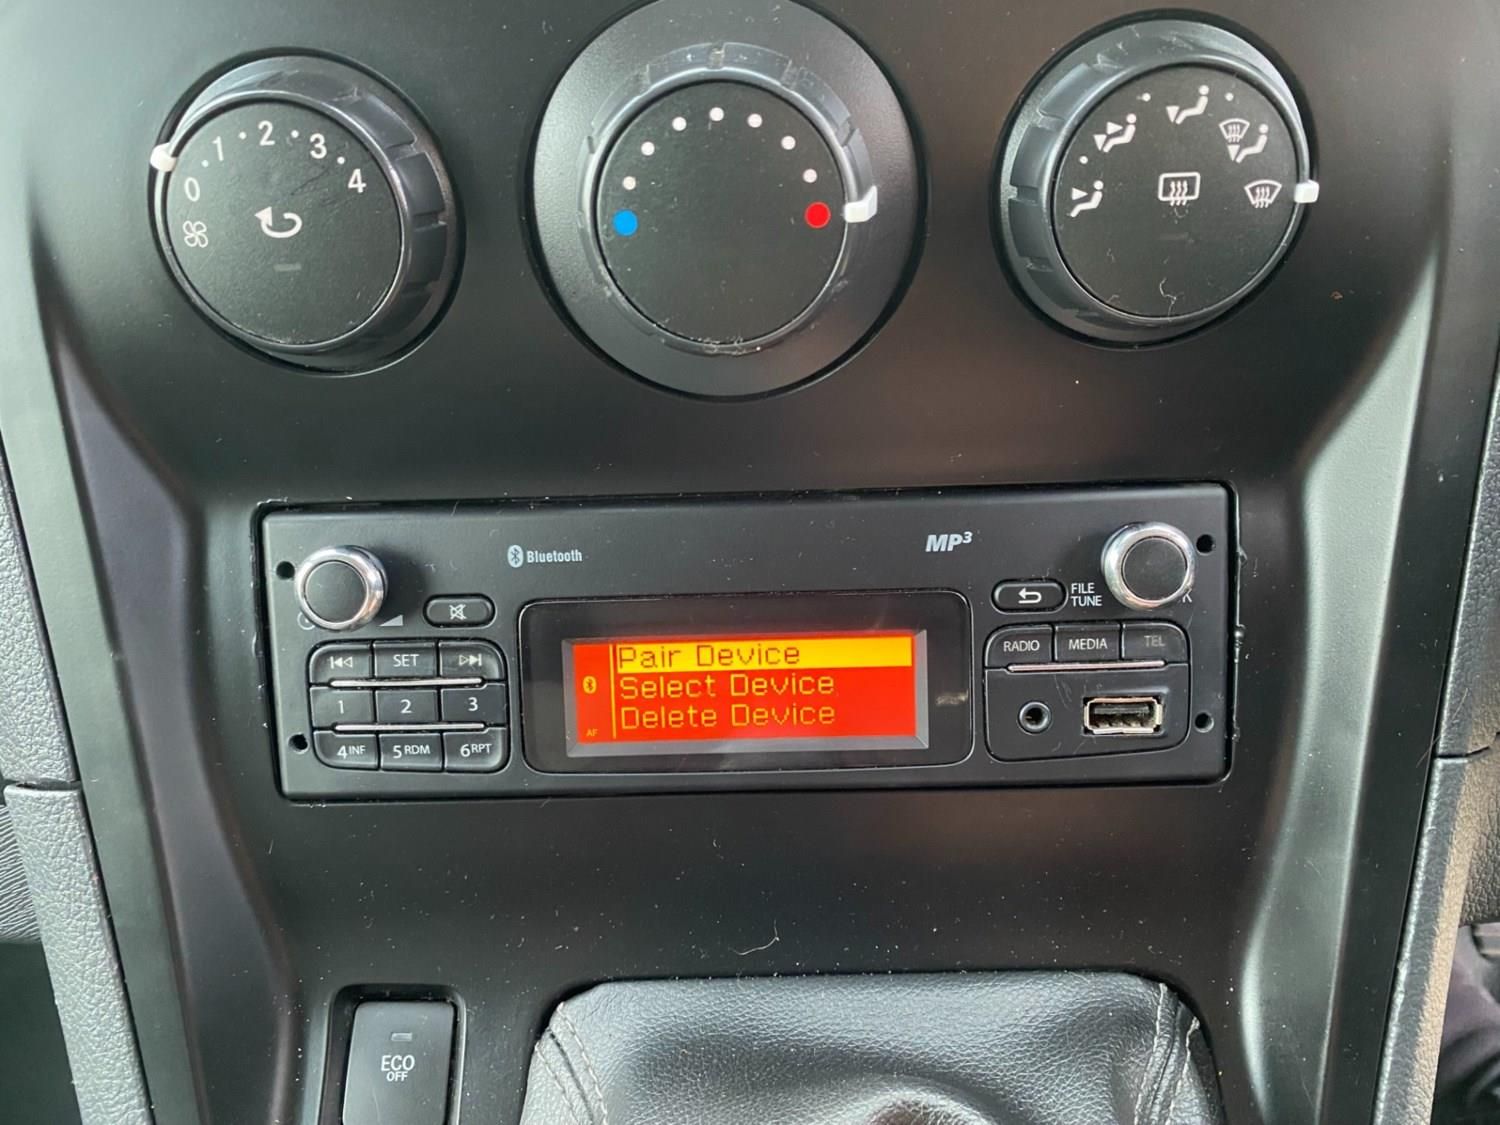 0 1 2 3 4
Bluetooth
MP3
FILE
TUNE
SET
1 2 3
4INF 5RDM 6RPT
Pair Device
Select Device
Delete Device
AF
RADIO MEDIA TEL
ECO
OFF